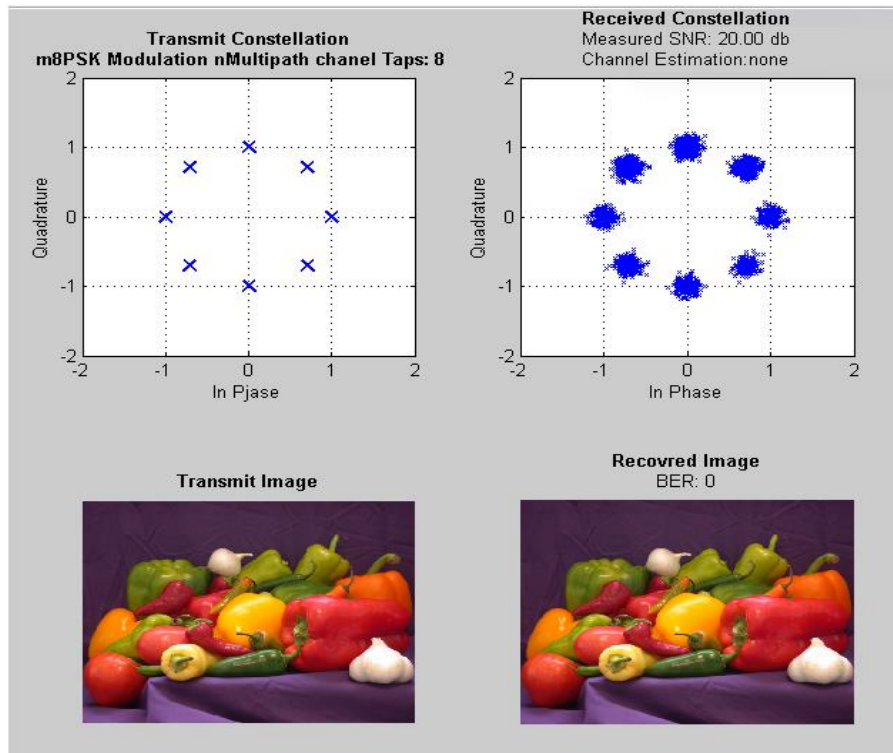 Transmit Constellation
m8PSK Modulation nMultipath chanel Taps: 8
2
1
0
-1
-2
-2
-1
0
1
2
Quadrature
In Pjase
Received Constellation
Measured SNR: 20.00 db
Channel Estimation:none
2
1
0
-1
-2
-2
-1
0
1
2
Quadrature
In Phase
Transmit Image
Recovred Image
BER: 0